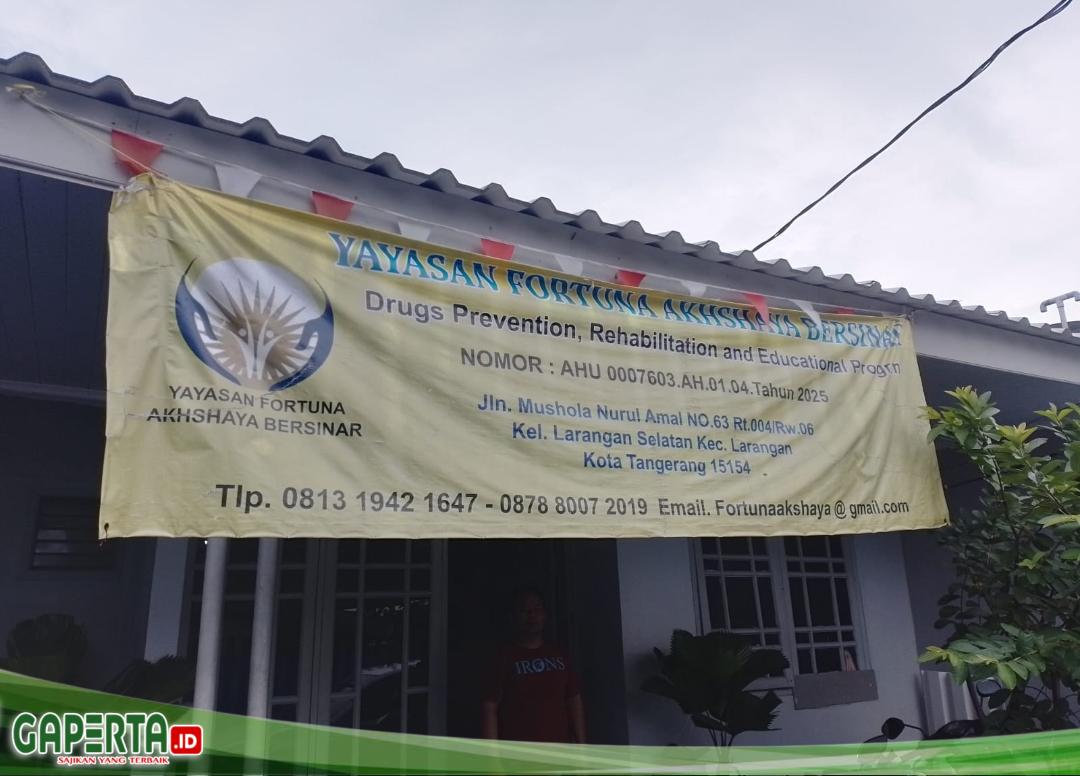 YAYASAN FORTUNA AKHSHAYA BERSINAR
Drugs Prevention, Rehabilitation and Educational Progrm
NOMOR : AHU 0007603.AH.01.04.Tahun 2025
Jln. Mushola Nurul Amal NO.63 Rt.004/Rw.06
Kel. Larangan Selatan Kec. Larangan
Kota Tangerang 15154
YAYASAN FORTUNA
AKHSHAYA BERSINAR
Tlp. 0813 1942 1647 - 0878 8007 2019 Email. Fortunaakshaya@gmail.com
IRONS
GAPERTA.ID
SAJIKAN YANG TERBAIK